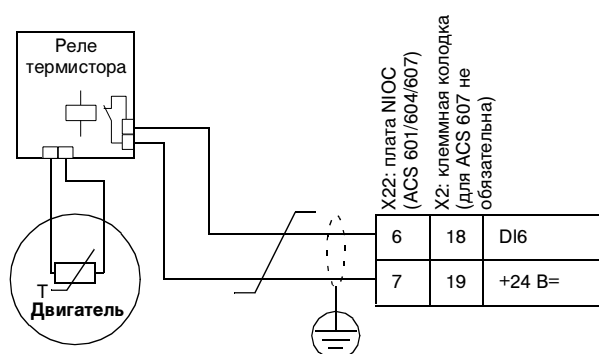 Реле
термистора
X22: плата NIOC
(ACS 601/604/607)
X2: клеммная колодка
(для ACS 607 не
обязательна)
6 18 DI6
7 19 +24 В=
T
Двигатель